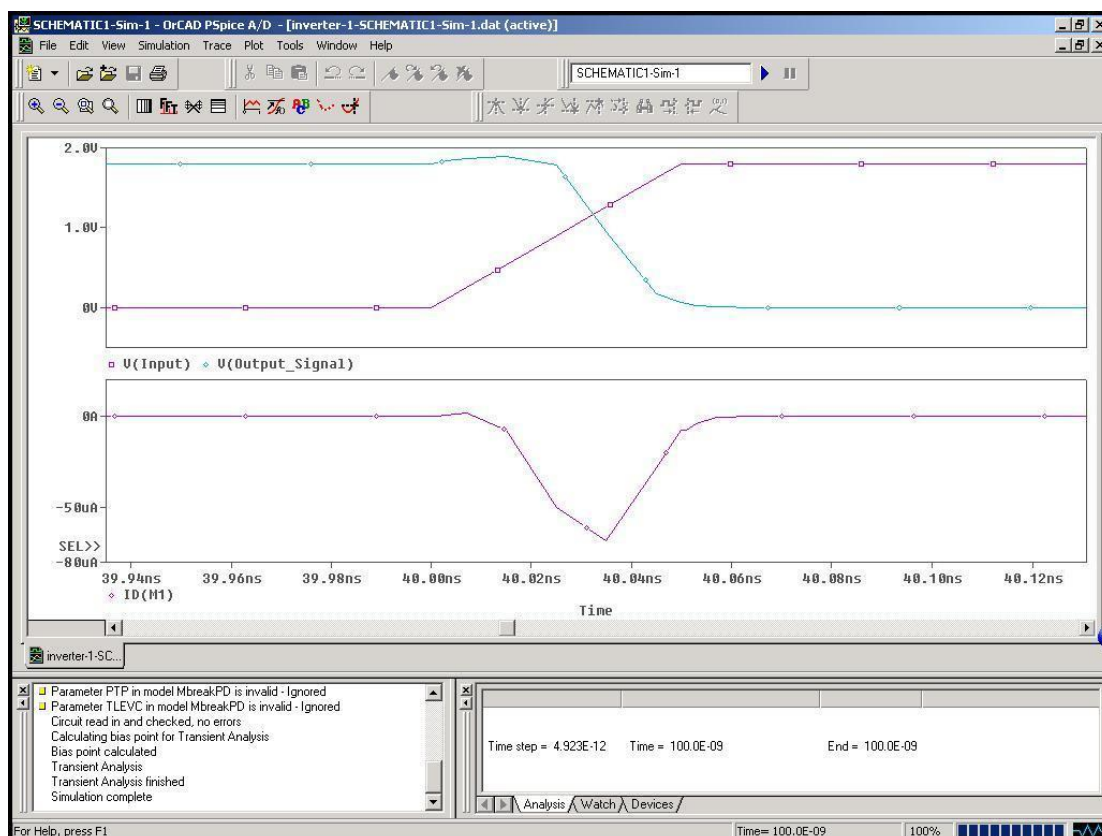 SCHEMATIC1-Sim-1 - OrCAD PSpice A/D - [inverter-1-SCHEMATIC1-Sim-1.dat (active)]
File Edit View Simulation Trace Plot Tools Window Help
SCHEMATIC1-Sim-1
FFT
2.0V
1.0V
0V
V(Input) V(Output_Signal)
0A
-50uA
SEL>>
-80uA
39.94ns 39.96ns 39.98ns 40.00ns 40.02ns 40.04ns 40.06ns 40.08ns 40.10ns 40.12ns
ID(M1)
Time
inverter-1-SC...
Parameter PTP in model MbreakPD is invalid - Ignored
Parameter TLEVC in model MbreakPD is invalid - Ignored
Circuit read in and checked, no errors
Calculating bias point for Transient Analysis
Bias point calculated
Transient Analysis
Transient Analysis finished
Simulation complete
Time step = 4.923E-12 Time = 100.0E-09 End = 100.0E-09
Analysis Watch Devices
For Help, press F1
Time= 100.0E-09 100%